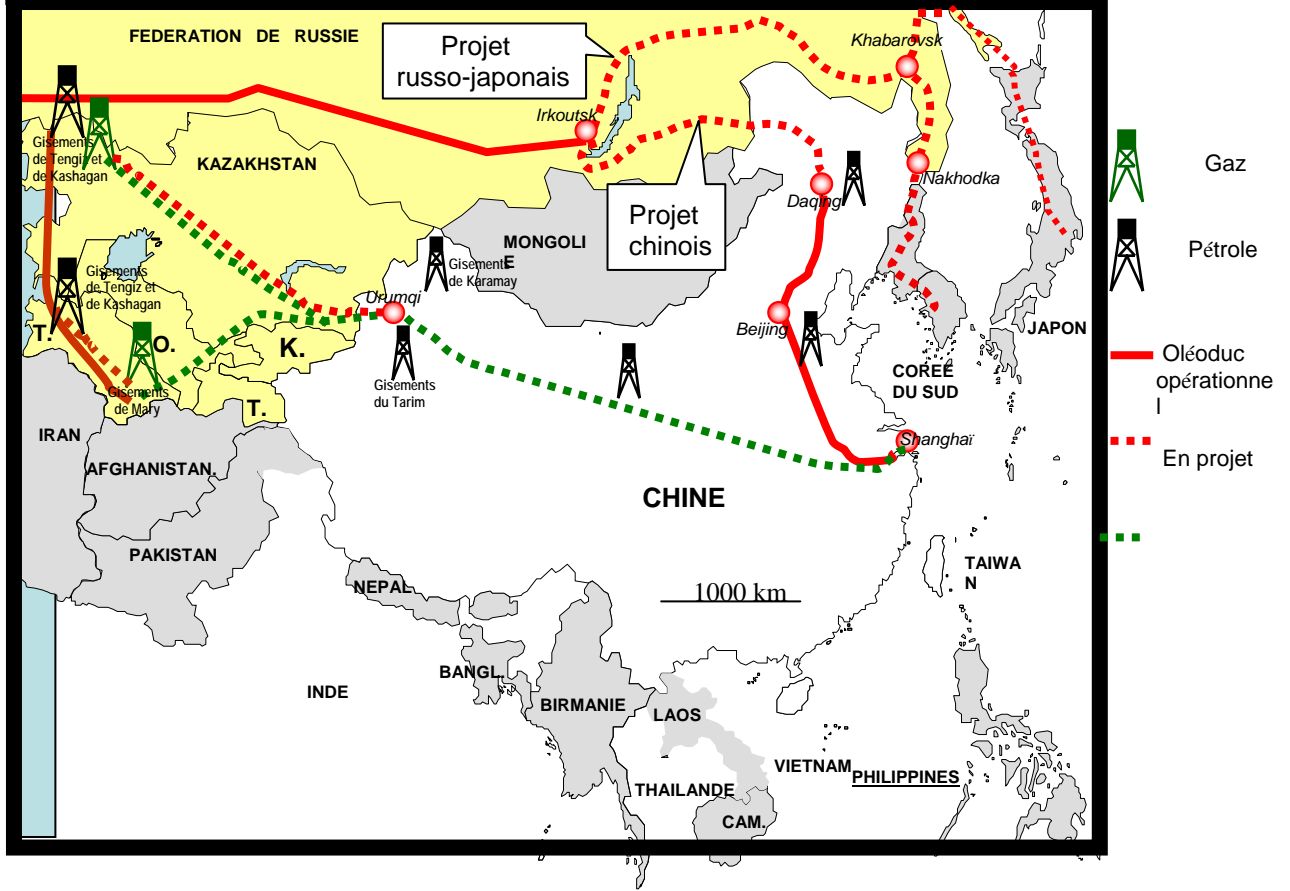 FEDERATION DE RUSSIE
Projet
russo-japonais
Khabarovsk
Irkoutsk
Gisements
de Tengiz et
de Kashagan
KAZAKHSTAN
Nakhodka
Daqing
Projet
chinois
MONGOLI
E
Gisements
de Karamay
Gisements
de Tengiz et
de Kashagan
Urumqi
Beijing
JAPON
T.
O.
K.
T.
Gisements
de Mary
Gisements
du Tarim
COREE
DU SUD
IRAN
AFGHANISTAN.
Shanghaï
CHINE
PAKISTAN
TAIWA
N
NEPAL
1000 km
BANGL.
INDE
BIRMANIE
LAOS
VIETNAM
PHILIPPINES
THAILANDE
CAM.
Gaz
Pétrole
Oléoduc
opérationne
l
En projet